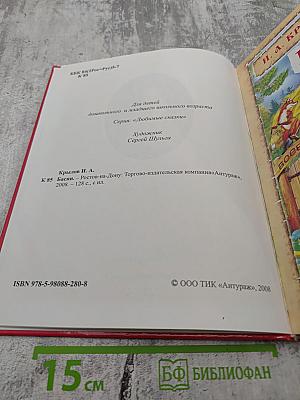 ББК 84(2Рос=Рус)6-7
К 85
Для детей
дошкольного и младшего школьного возраста
Серия: «Любимые сказки»
Художник
Сергей
Крылов И. А.
К 85 Басни. – Ростов-на-Дону: Торгово-издательская компания«Антураж»,
2008. – 128 с., с ил.
ISBN 978-5-98088-280-8
© ООО ТИК «Антураж», 2008
И. А. КР
15 см
БФ БИБЛИОФАН